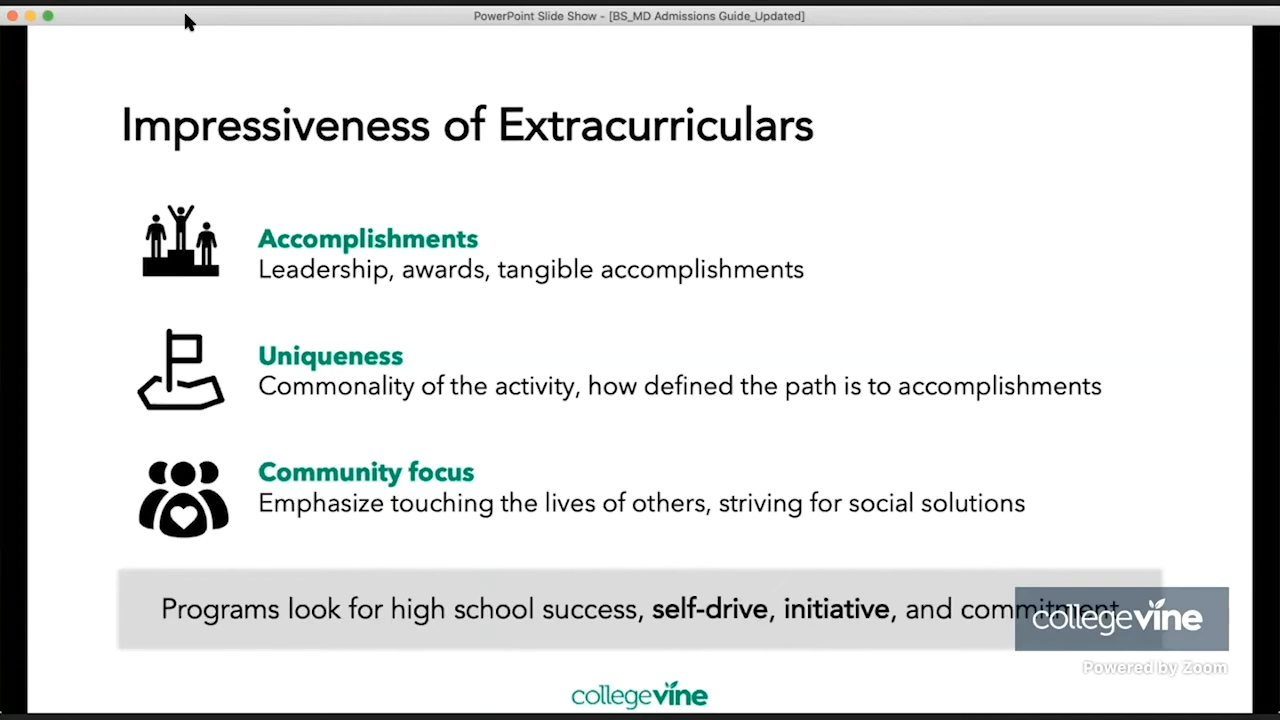 PowerPoint Slide Show - [BS_MD Admissions Guide_Updated]
Impressiveness of Extracurriculars
Accomplishments
Leadership, awards, tangible accomplishments
Uniqueness
Commonality of the activity, how defined the path is to accomplishments
Community focus
Emphasize touching the lives of others, striving for social solutions
Programs look for high school success, self-drive, initiative, and commitment
collegevine
Powered by Zoom
collegevine